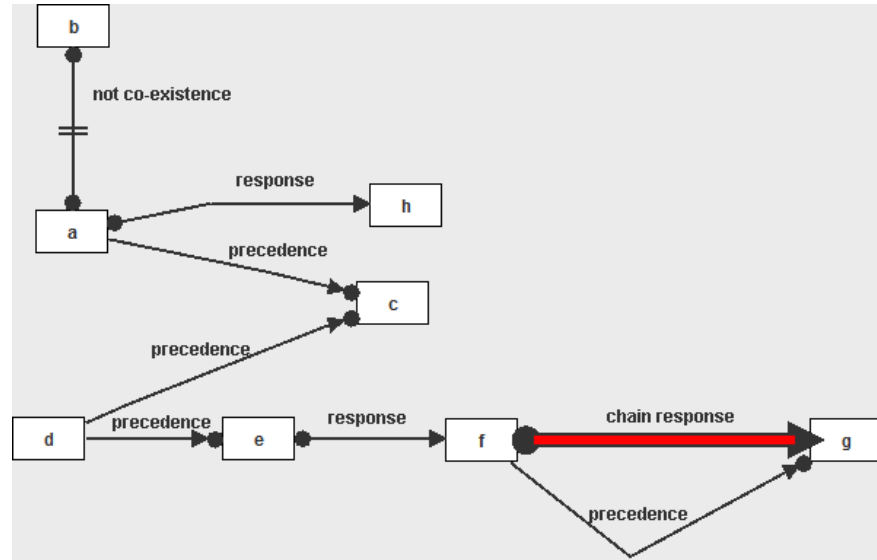 b
not co-existence
response
h
a
precedence
c
precedence
d
precedence
e
response
f
chain response
g
precedence